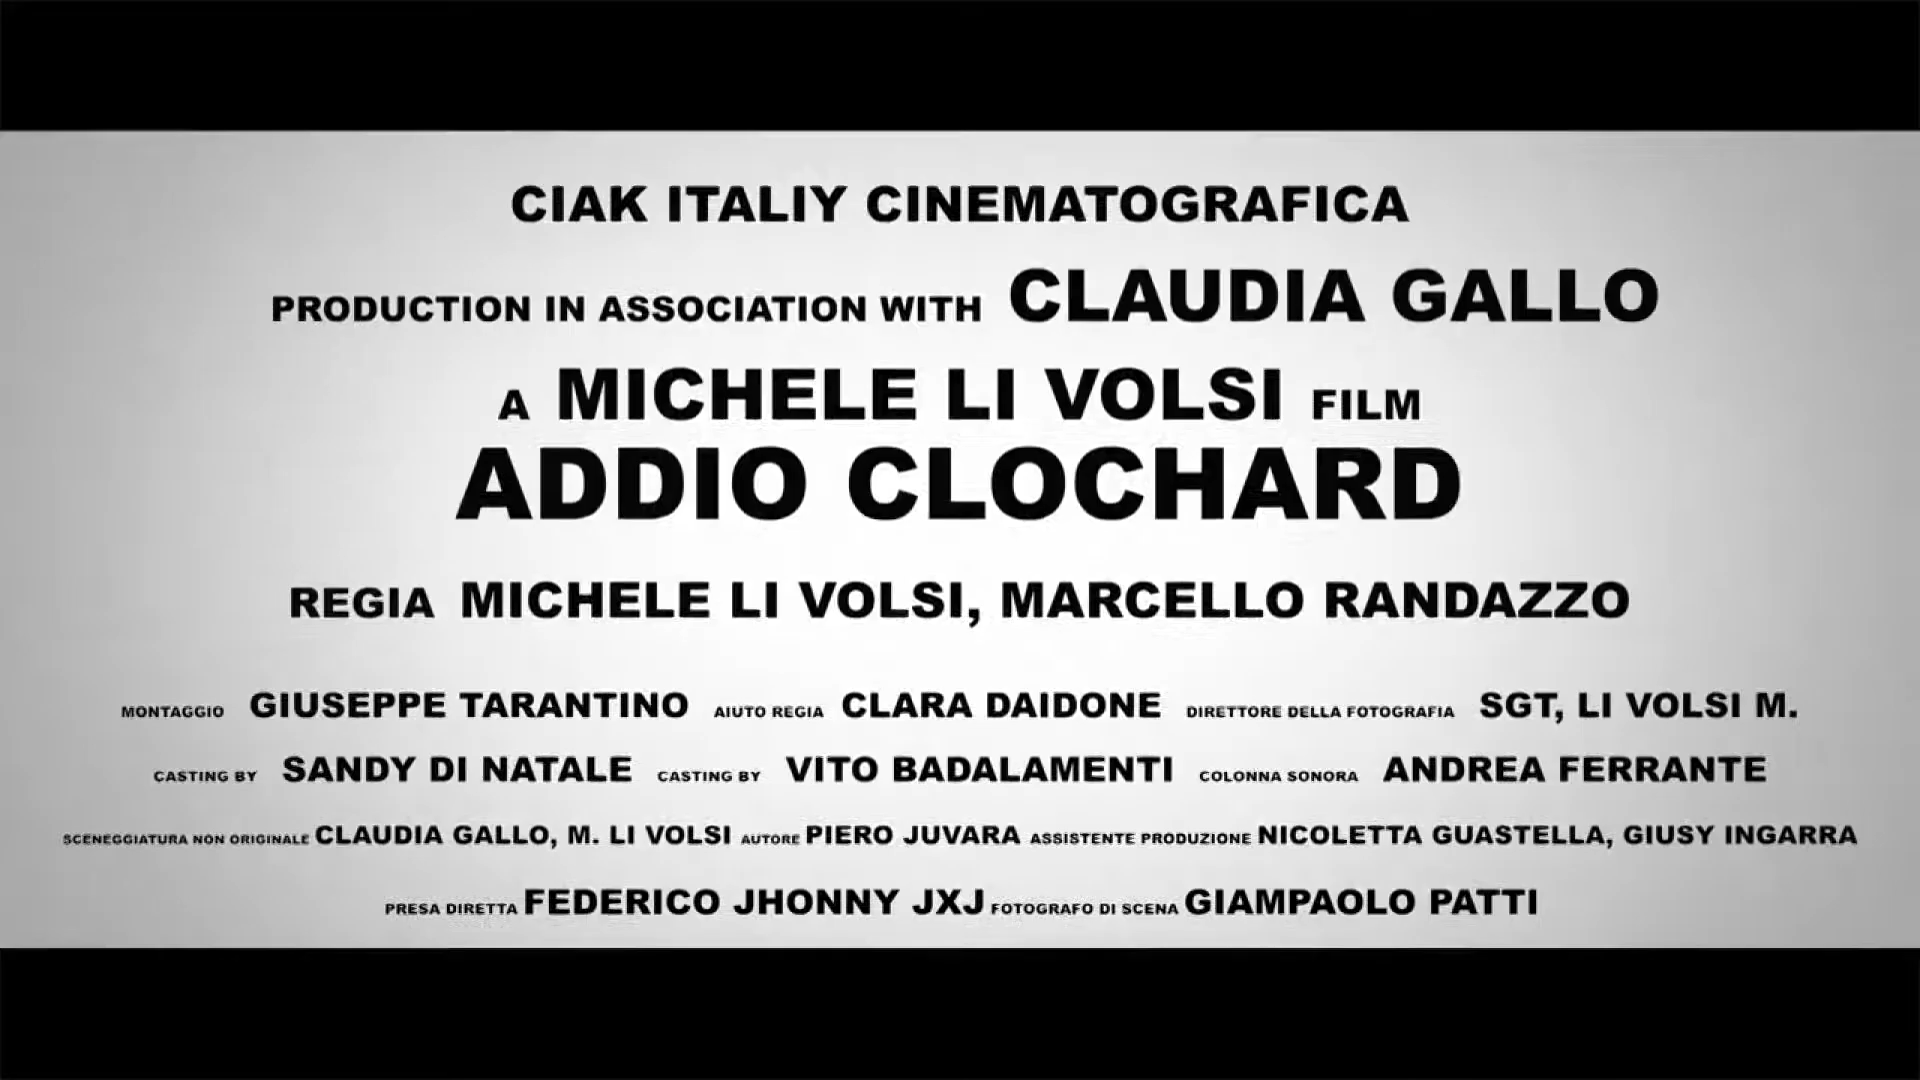 CIAK ITALIY CINEMATOGRAFICA
PRODUCTION IN ASSOCIATION WITH CLAUDIA GALLO
A MICHELE LI VOLSI FILM
ADDIO CLOCHARD
REGIA MICHELE LI VOLSI, MARCELLO RANDAZZO
MONTAGGIO GIUSEPPE TARANTINO AIUTO REGIA CLARA DAIDONE DIRETTORE DELLA FOTOGRAFIA SGT, LI VOLSI M.
CASTING BY SANDY DI NATALE CASTING BY VITO BADALAMENTI COLONNA SONORA ANDREA FERRANTE
SCENEGGIATURA NON ORIGINALE CLAUDIA GALLO, M. LI VOLSI AUTORE PIERO JUVARA ASSISTENTE PRODUZIONE NICOLETTA GUASTELLA, GIUSY INGARRA
PRESA DIRETTA FEDERICO JHONNY JXJ FOTOGRAFO DI SCENA GIAMPAOLO PATTI